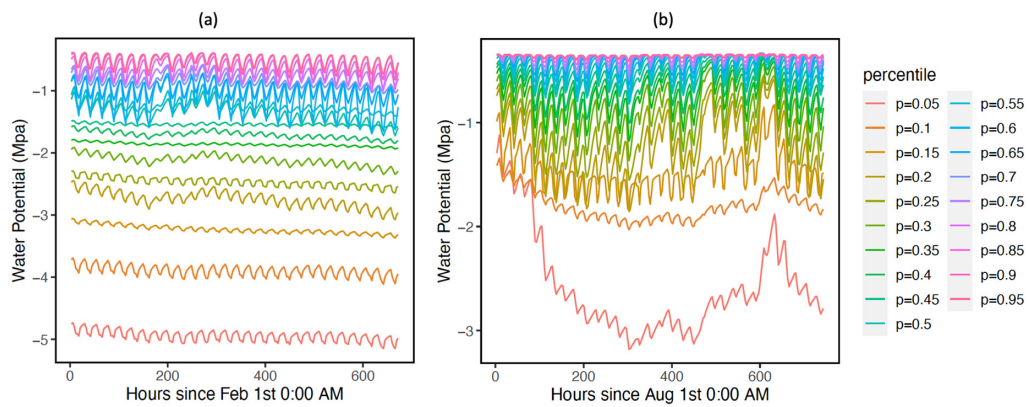 (a)
(b)
Water Potential (Mpa)
−1
−2
−3
−4
−5
0
200
400
600
Hours since Feb 1st 0:00 AM
Water Potential (Mpa)
−1
−2
−3
0
200
400
600
Hours since Aug 1st 0:00 AM
percentile
p=0.05
p=0.1
p=0.15
p=0.2
p=0.25
p=0.3
p=0.35
p=0.4
p=0.45
p=0.5
p=0.55
p=0.6
p=0.65
p=0.7
p=0.75
p=0.8
p=0.85
p=0.9
p=0.95